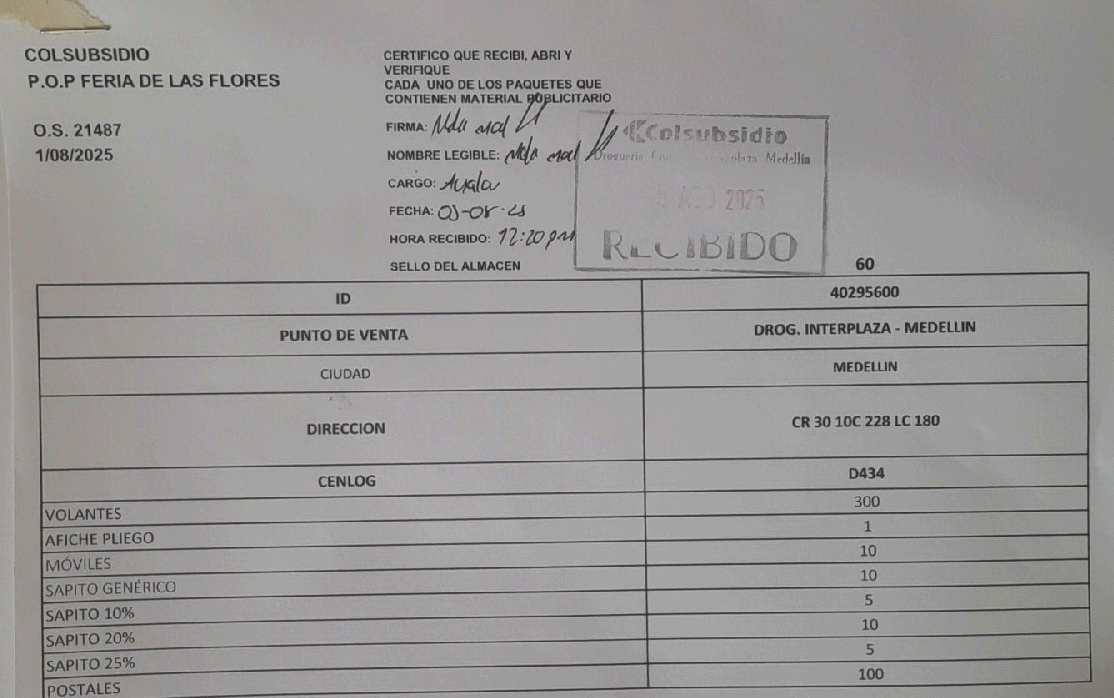 COLSUBSIDIO
P.O.P FERIA DE LAS FLORES
O.S. 21487
1/08/2025
CERTIFICO QUE RECIBI, ABRI Y
VERIFIQUE
CADA UNO DE LOS PAQUETES QUE
CONTIENEN MATERIAL PUBLICITARIO
FIRMA:
NOMBRE LEGIBLE:
CARGO:
FECHA:
HORA RECIBIDO: 12:20 pm
SELLO DEL ALMACEN
Colsubsidio
Medellín
AGO 2025
RECIBIDO
60
ID 40295600
PUNTO DE VENTA DROG. INTERPLAZA - MEDELLIN
CIUDAD MEDELLIN
DIRECCION CR 30 10C 228 LC 180
CENLOG D434
VOLANTES 300
AFICHE PLIEGO 1
MÓVILES 10
SAPITO GENÉRICO 10
SAPITO 10% 5
SAPITO 20% 10
SAPITO 25% 5
POSTALES 100